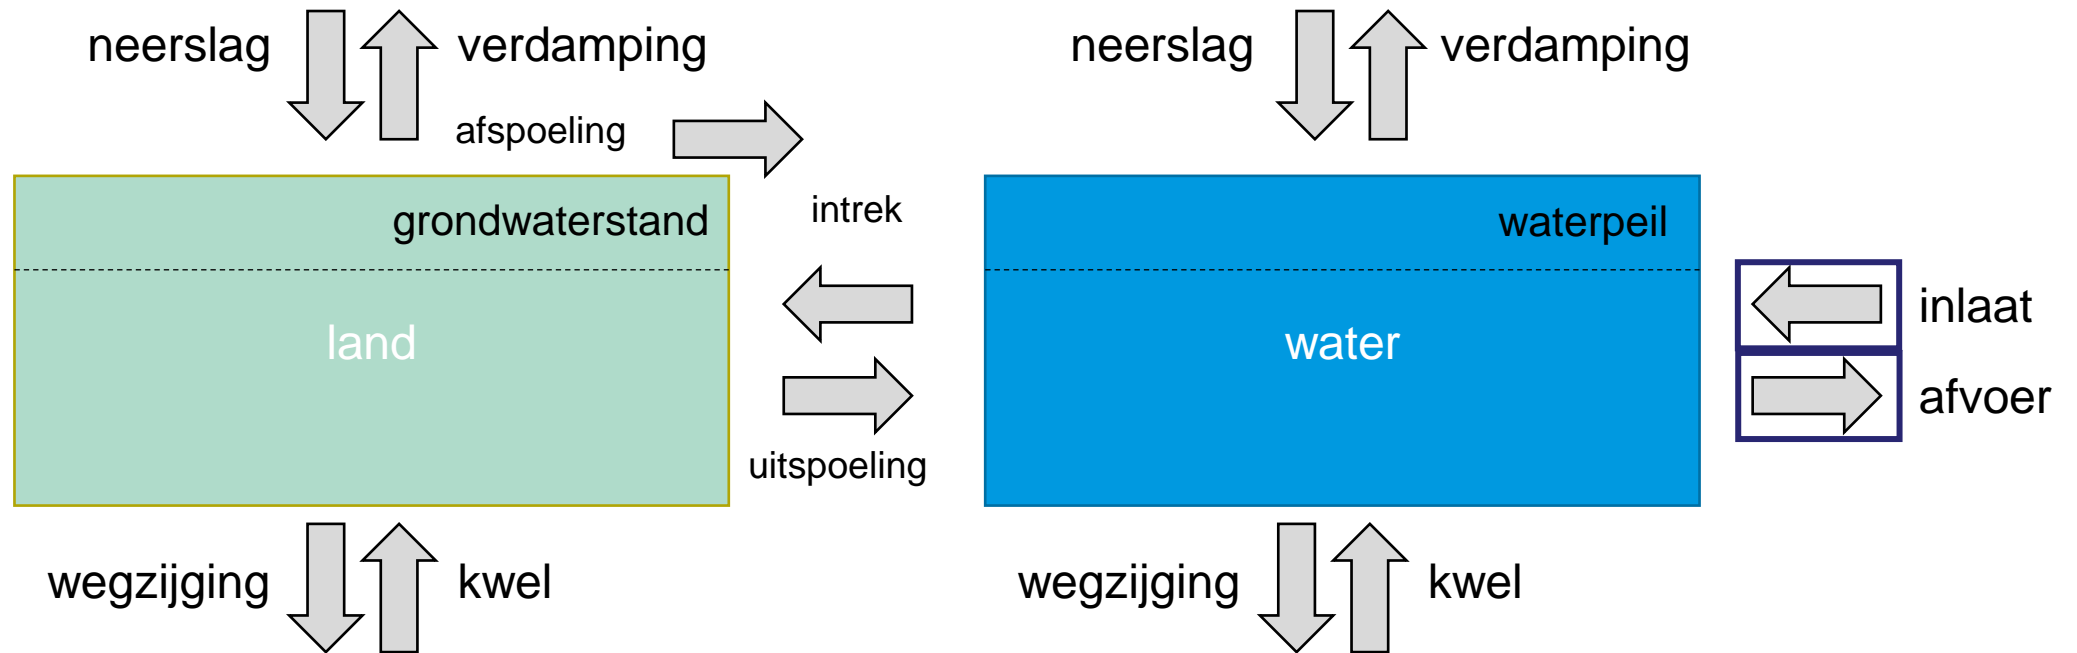 neerslag
verdamping
neerslag
verdamping
afspoeling
intrek
grondwaterstand
waterpeil
inlaat
land
water
afvoer
uitspoeling
wegzijging
kwel
wegzijging
kwel